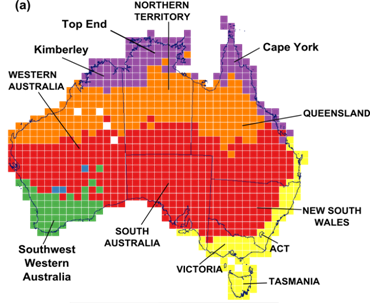 (a)
NORTHERN
TERRITORY
Top End
Kimberley
Cape York
WESTERN
AUSTRALIA
QUEENSLAND
NEW SOUTH
WALES
SOUTH
AUSTRALIA
ACT
Southwest
Western
Australia
VICTORIA
TASMANIA